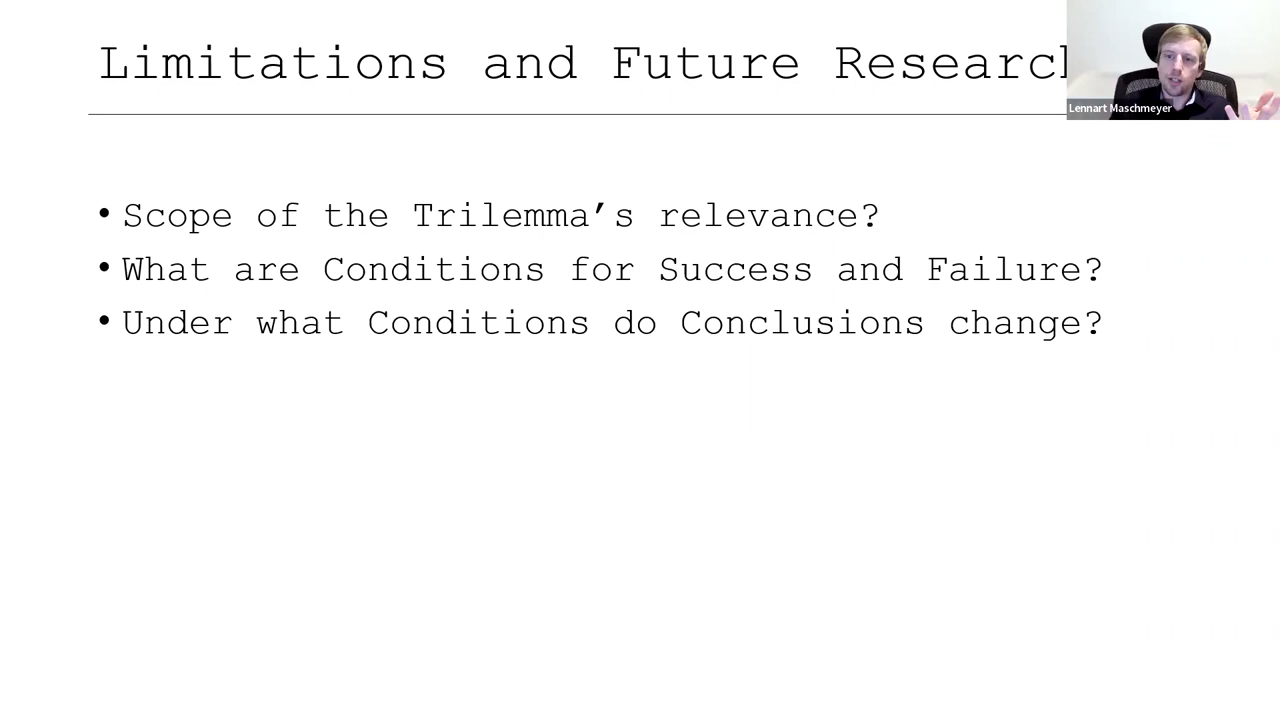 Limitations and Future Research
Lennart Maschmeyer
• Scope of the Trilemma’s relevance?
• What are Conditions for Success and Failure?
• Under what Conditions do Conclusions change?